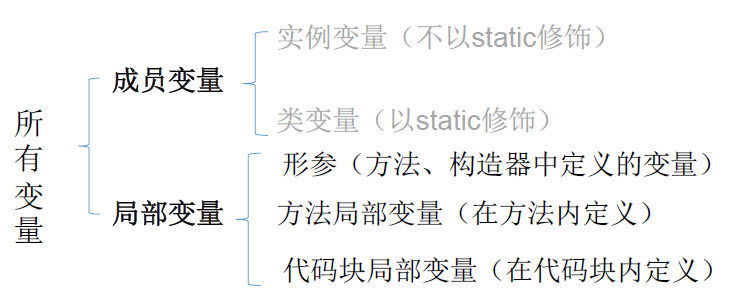 所有变量
成员变量
实例变量（不以static修饰）
类变量（以static修饰）
局部变量
形参（方法、构造器中定义的变量）
方法局部变量（在方法内定义）
代码块局部变量（在代码块内定义）